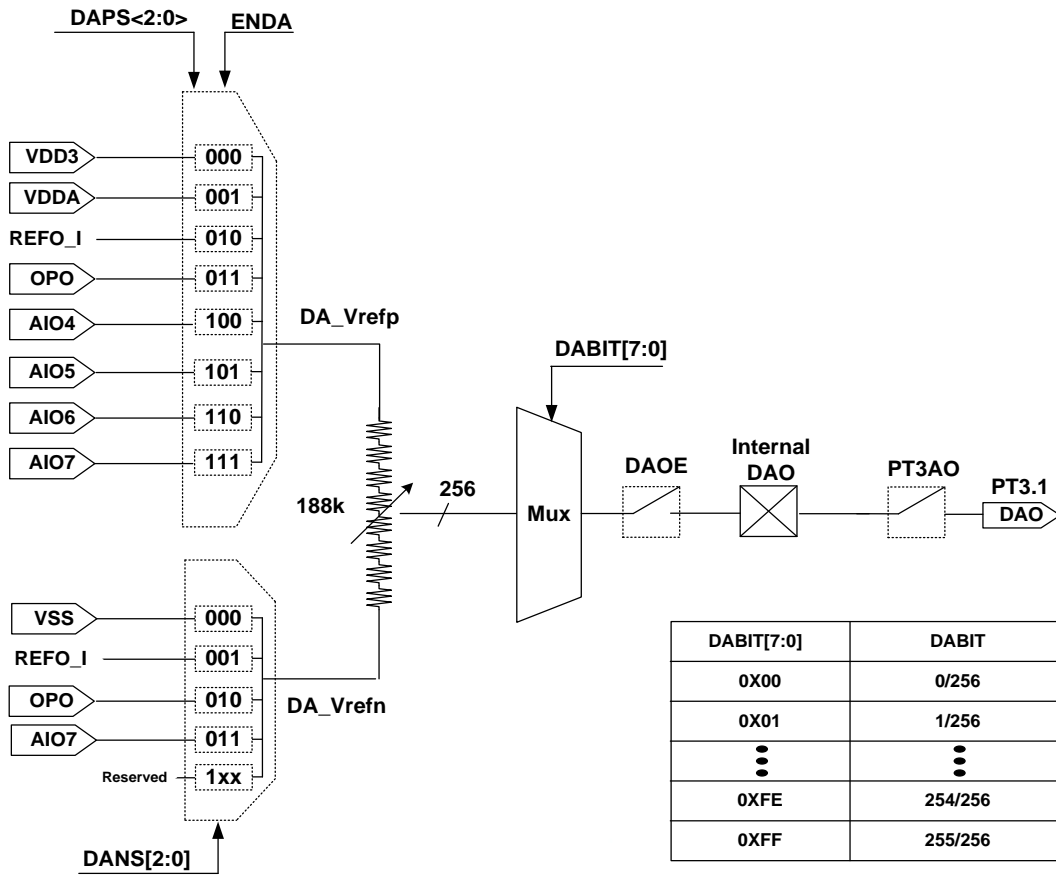 DAPS<2:0>
ENDA
VDD3
000
VDDA
001
REFO_I
010
OPO
011
AIO4
100
AIO5
101
AIO6
110
AIO7
111
DA_Vrefp
188k
256
DABIT[7:0]
Mux
DAOE
Internal
DAO
PT3AO
PT3.1
DAO
VSS
000
REFO_I
001
OPO
010
AIO7
011
Reserved
1xx
DA_Vrefn
DANS[2:0]
DABIT[7:0] DABIT
0X00 0/256
0X01 1/256
0XFE 254/256
0XFF 255/256